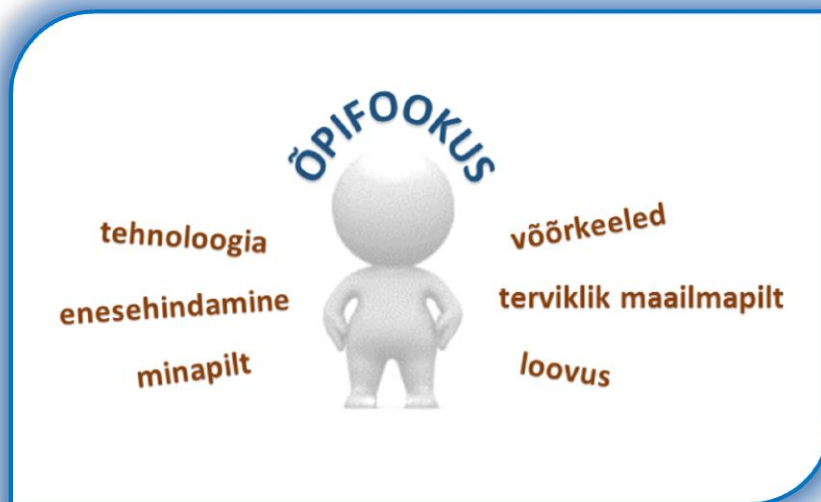 ÕPIFOOKUS
tehnoloogia
enesehindamine
minapilt
võõrkeeled
terviklik maailmapilt
loovus